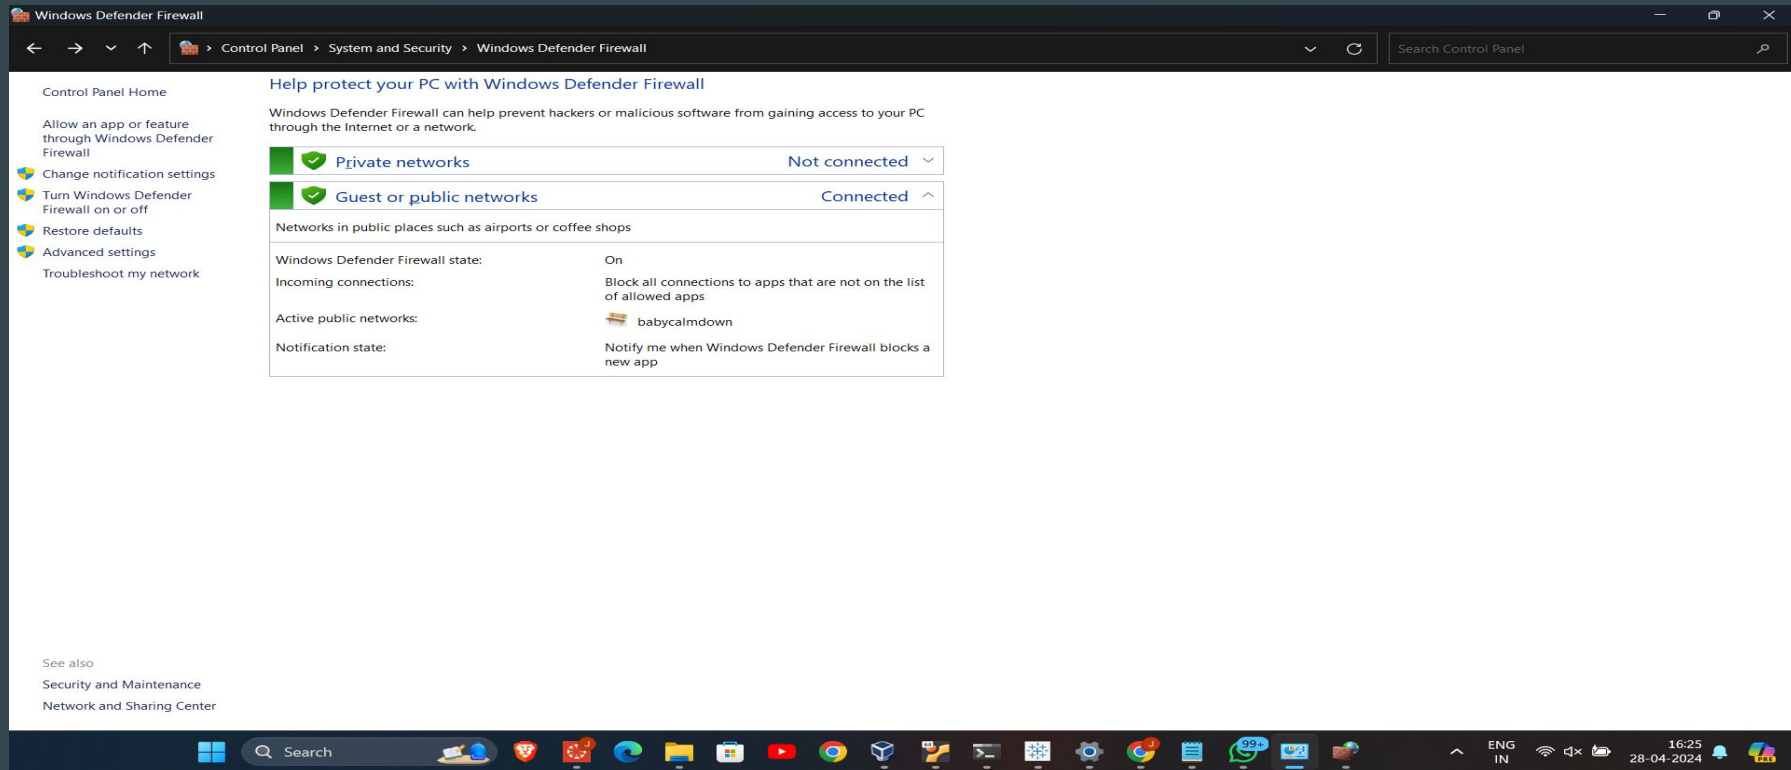 Windows Defender Firewall
Control Panel > System and Security > Windows Defender Firewall
Search Control Panel
Control Panel Home
Allow an app or feature
through Windows Defender
Firewall
Change notification settings
Turn Windows Defender
Firewall on or off
Restore defaults
Advanced settings
Troubleshoot my network
Help protect your PC with Windows Defender Firewall
Windows Defender Firewall can help prevent hackers or malicious software from gaining access to your PC
through the Internet or a network.
Private networks Not connected
Guest or public networks Connected
Networks in public places such as airports or coffee shops
Windows Defender Firewall state: On
Incoming connections: Block all connections to apps that are not on the list
of allowed apps
Active public networks: babycalmdown
Notification state: Notify me when Windows Defender Firewall blocks a
new app
See also
Security and Maintenance
Network and Sharing Center
Search
J
J
99+
ENG
IN
16:25
28-04-2024
PRE